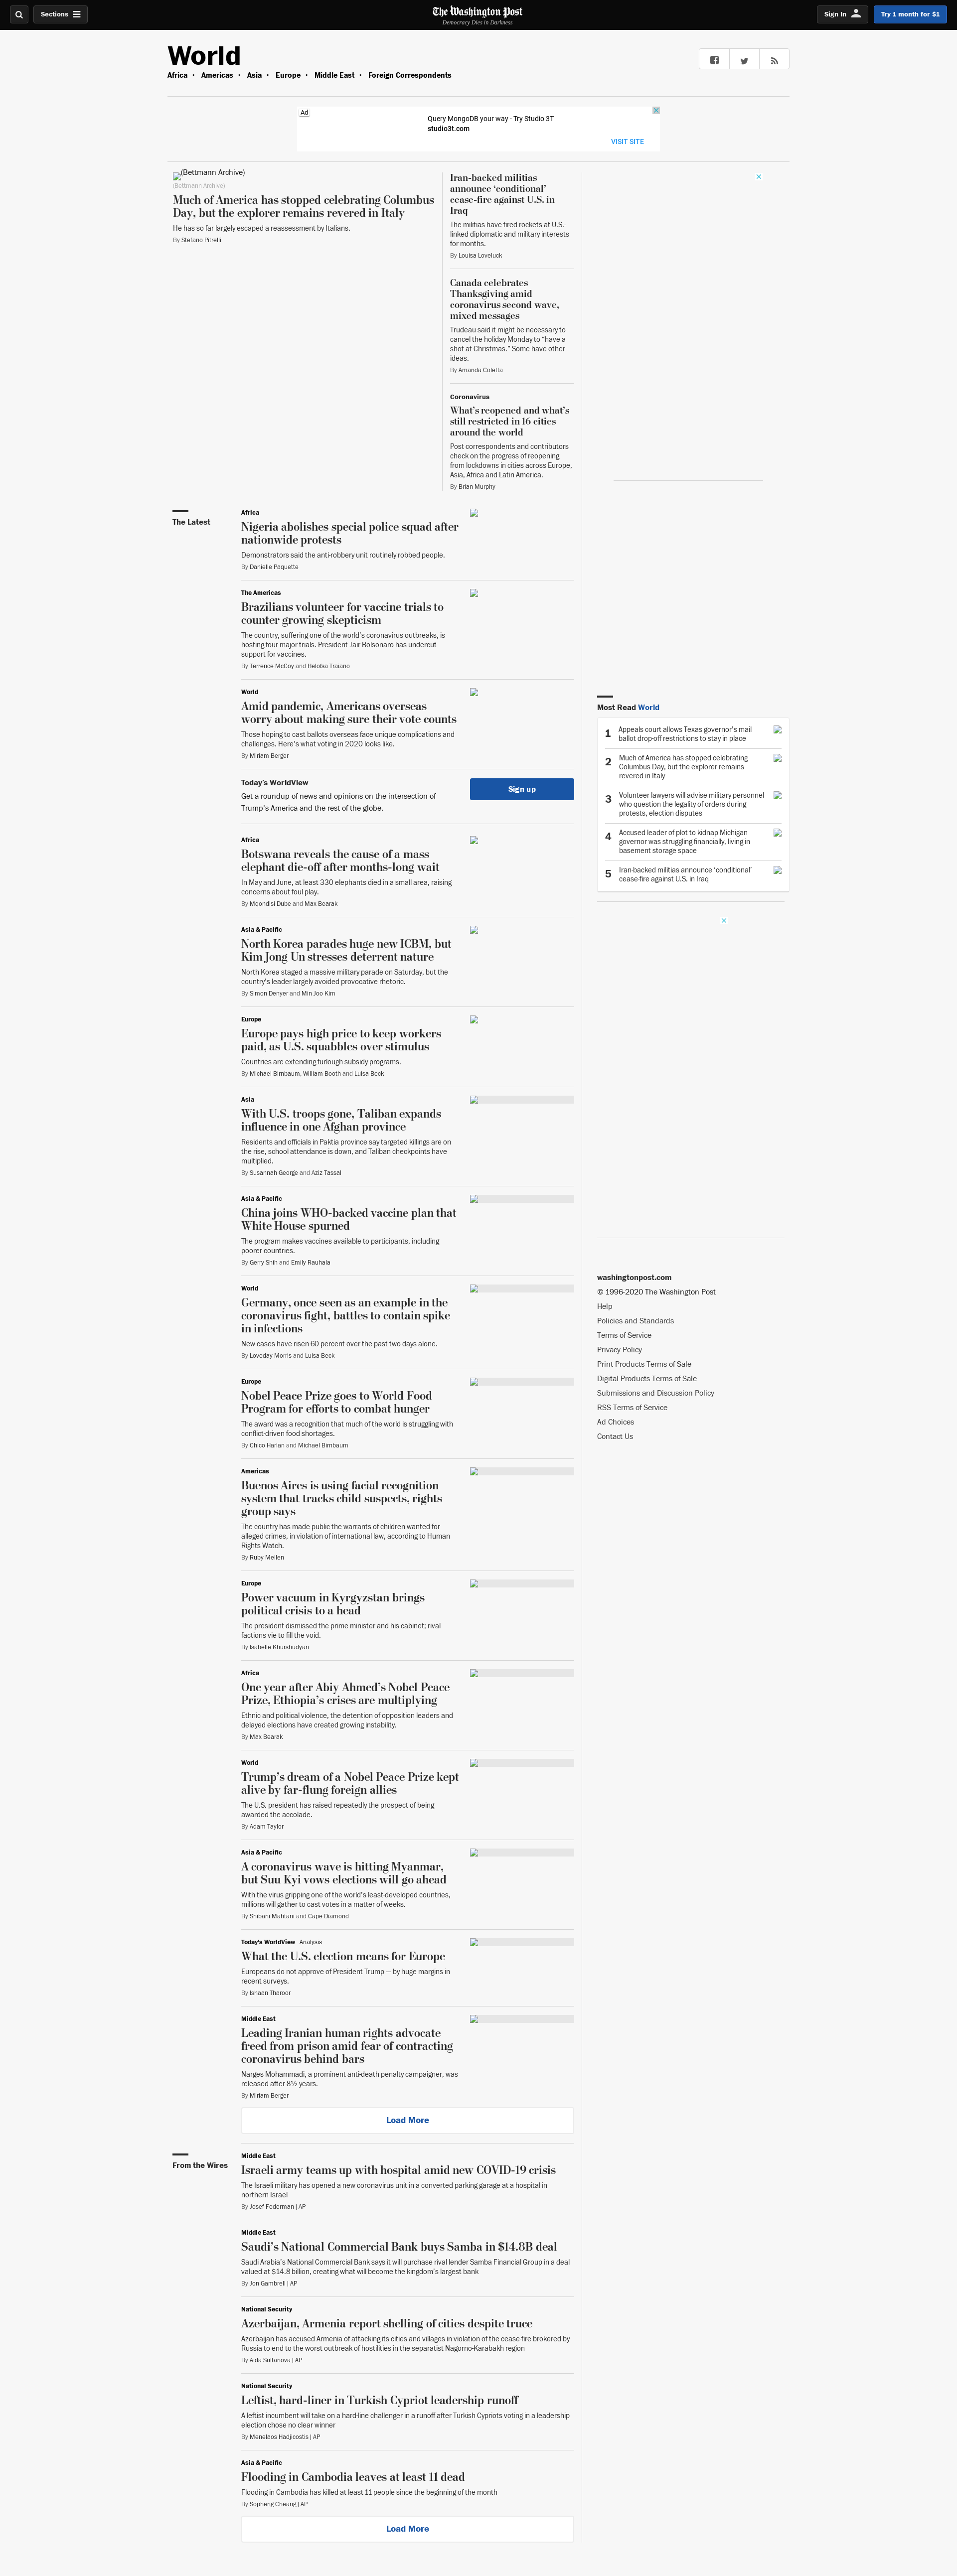 Sections
The Washington Post
Democracy Dies in Darkness
Sign In
Try 1 month for $1
World
Africa • Americas • Asia • Europe • Middle East • Foreign Correspondents
Ad
Query MongoDB your way - Try Studio 3T
studio3t.com
VISIT SITE
(Bettmann Archive)
(Bettmann Archive)
Much of America has stopped celebrating Columbus
Day, but the explorer remains revered in Italy
He has so far largely escaped a reassessment by Italians.
By Stefano Pitrelli
Iran-backed militias
announce ‘conditional’
cease-fire against U.S. in
Iraq
The militias have fired rockets at U.S.-
linked diplomatic and military interests
for months.
By Louisa Loveluck
Canada celebrates
Thanksgiving amid
coronavirus second wave,
mixed messages
Trudeau said it might be necessary to
cancel the holiday Monday to “have a
shot at Christmas.” Some have other
ideas.
By Amanda Coletta
Coronavirus
What’s reopened and what’s
still restricted in 16 cities
around the world
Post correspondents and contributors
check on the progress of reopening
from lockdowns in cities across Europe,
Asia, Africa and Latin America.
By Brian Murphy
The Latest
Africa
Nigeria abolishes special police squad after
nationwide protests
Demonstrators said the anti-robbery unit routinely robbed people.
By Danielle Paquette
The Americas
Brazilians volunteer for vaccine trials to
counter growing skepticism
The country, suffering one of the world’s coronavirus outbreaks, is
hosting four major trials. President Jair Bolsonaro has undercut
support for vaccines.
By Terrence McCoy and Heloísa Traiano
World
Amid pandemic, Americans overseas
worry about making sure their vote counts
Those hoping to cast ballots overseas face unique complications and
challenges. Here's what voting in 2020 looks like.
By Miriam Berger
Today's WorldView
Get a roundup of news and opinions on the intersection of
Trump's America and the rest of the globe.
Sign up
Africa
Botswana reveals the cause of a mass
elephant die-off after months-long wait
In May and June, at least 330 elephants died in a small area, raising
concerns about foul play.
By Mqondisi Dube and Max Bearak
Asia & Pacific
North Korea parades huge new ICBM, but
Kim Jong Un stresses deterrent nature
North Korea staged a massive military parade on Saturday, but the
country’s leader largely avoided provocative rhetoric.
By Simon Denyer and Min Joo Kim
Europe
Europe pays high price to keep workers
paid, as U.S. squabbles over stimulus
Countries are extending furlough subsidy programs.
By Michael Birnbaum, William Booth and Luisa Beck
Asia
With U.S. troops gone, Taliban expands
influence in one Afghan province
Residents and officials in Paktia province say targeted killings are on
the rise, school attendance is down, and Taliban checkpoints have
multiplied.
By Susannah George and Aziz Tassal
Asia & Pacific
China joins WHO-backed vaccine plan that
White House spurned
The program makes vaccines available to participants, including
poorer countries.
By Gerry Shih and Emily Rauhala
World
Germany, once seen as an example in the
coronavirus fight, battles to contain spike
in infections
New cases have risen 60 percent over the past two days alone.
By Loveday Morris and Luisa Beck
Europe
Nobel Peace Prize goes to World Food
Program for efforts to combat hunger
The award was a recognition that much of the world is struggling with
conflict-driven food shortages.
By Chico Harlan and Michael Birnbaum
Americas
Buenos Aires is using facial recognition
system that tracks child suspects, rights
group says
The country has made public the warrants of children wanted for
alleged crimes, in violation of international law, according to Human
Rights Watch.
By Ruby Mellen
Europe
Power vacuum in Kyrgyzstan brings
political crisis to a head
The president dismissed the prime minister and his cabinet; rival
factions vie to fill the void.
By Isabelle Khurshudyan
Africa
One year after Abiy Ahmed’s Nobel Peace
Prize, Ethiopia’s crises are multiplying
Ethnic and political violence, the detention of opposition leaders and
delayed elections have created growing instability.
By Max Bearak
World
Trump’s dream of a Nobel Peace Prize kept
alive by far-flung foreign allies
The U.S. president has raised repeatedly the prospect of being
awarded the accolade.
By Adam Taylor
Asia & Pacific
A coronavirus wave is hitting Myanmar,
but Suu Kyi vows elections will go ahead
With the virus gripping one of the world’s least-developed countries,
millions will gather to cast votes in a matter of weeks.
By Shibani Mahtani and Cape Diamond
Today's WorldView Analysis
What the U.S. election means for Europe
Europeans do not approve of President Trump — by huge margins in
recent surveys.
By Ishaan Tharoor
Middle East
Leading Iranian human rights advocate
freed from prison amid fear of contracting
coronavirus behind bars
Narges Mohammadi, a prominent anti-death penalty campaigner, was
released after 8½ years.
By Miriam Berger
Load More
From the Wires
Middle East
Israeli army teams up with hospital amid new COVID-19 crisis
The Israeli military has opened a new coronavirus unit in a converted parking garage at a hospital in
northern Israel
By Josef Federman | AP
Middle East
Saudi’s National Commercial Bank buys Samba in $14.8B deal
Saudi Arabia’s National Commercial Bank says it will purchase rival lender Samba Financial Group in a deal
valued at $14.8 billion, creating what will become the kingdom’s largest bank
By Jon Gambrell | AP
National Security
Azerbaijan, Armenia report shelling of cities despite truce
Azerbaijan has accused Armenia of attacking its cities and villages in violation of the cease-fire brokered by
Russia to end to the worst outbreak of hostilities in the separatist Nagorno-Karabakh region
By Aida Sultanova | AP
National Security
Leftist, hard-liner in Turkish Cypriot leadership runoff
A leftist incumbent will take on a hard-line challenger in a runoff after Turkish Cypriots voting in a leadership
election chose no clear winner
By Menelaos Hadjicostis | AP
Asia & Pacific
Flooding in Cambodia leaves at least 11 dead
Flooding in Cambodia has killed at least 11 people since the beginning of the month
By Sopheng Cheang | AP
Load More
Most Read World
1 Appeals court allows Texas governor's mail
ballot drop-off restrictions to stay in place
2 Much of America has stopped celebrating
Columbus Day, but the explorer remains
revered in Italy
3 Volunteer lawyers will advise military personnel
who question the legality of orders during
protests, election disputes
4 Accused leader of plot to kidnap Michigan
governor was struggling financially, living in
basement storage space
5 Iran-backed militias announce ‘conditional’
cease-fire against U.S. in Iraq
washingtonpost.com
© 1996-2020 The Washington Post
Help
Policies and Standards
Terms of Service
Privacy Policy
Print Products Terms of Sale
Digital Products Terms of Sale
Submissions and Discussion Policy
RSS Terms of Service
Ad Choices
Contact Us